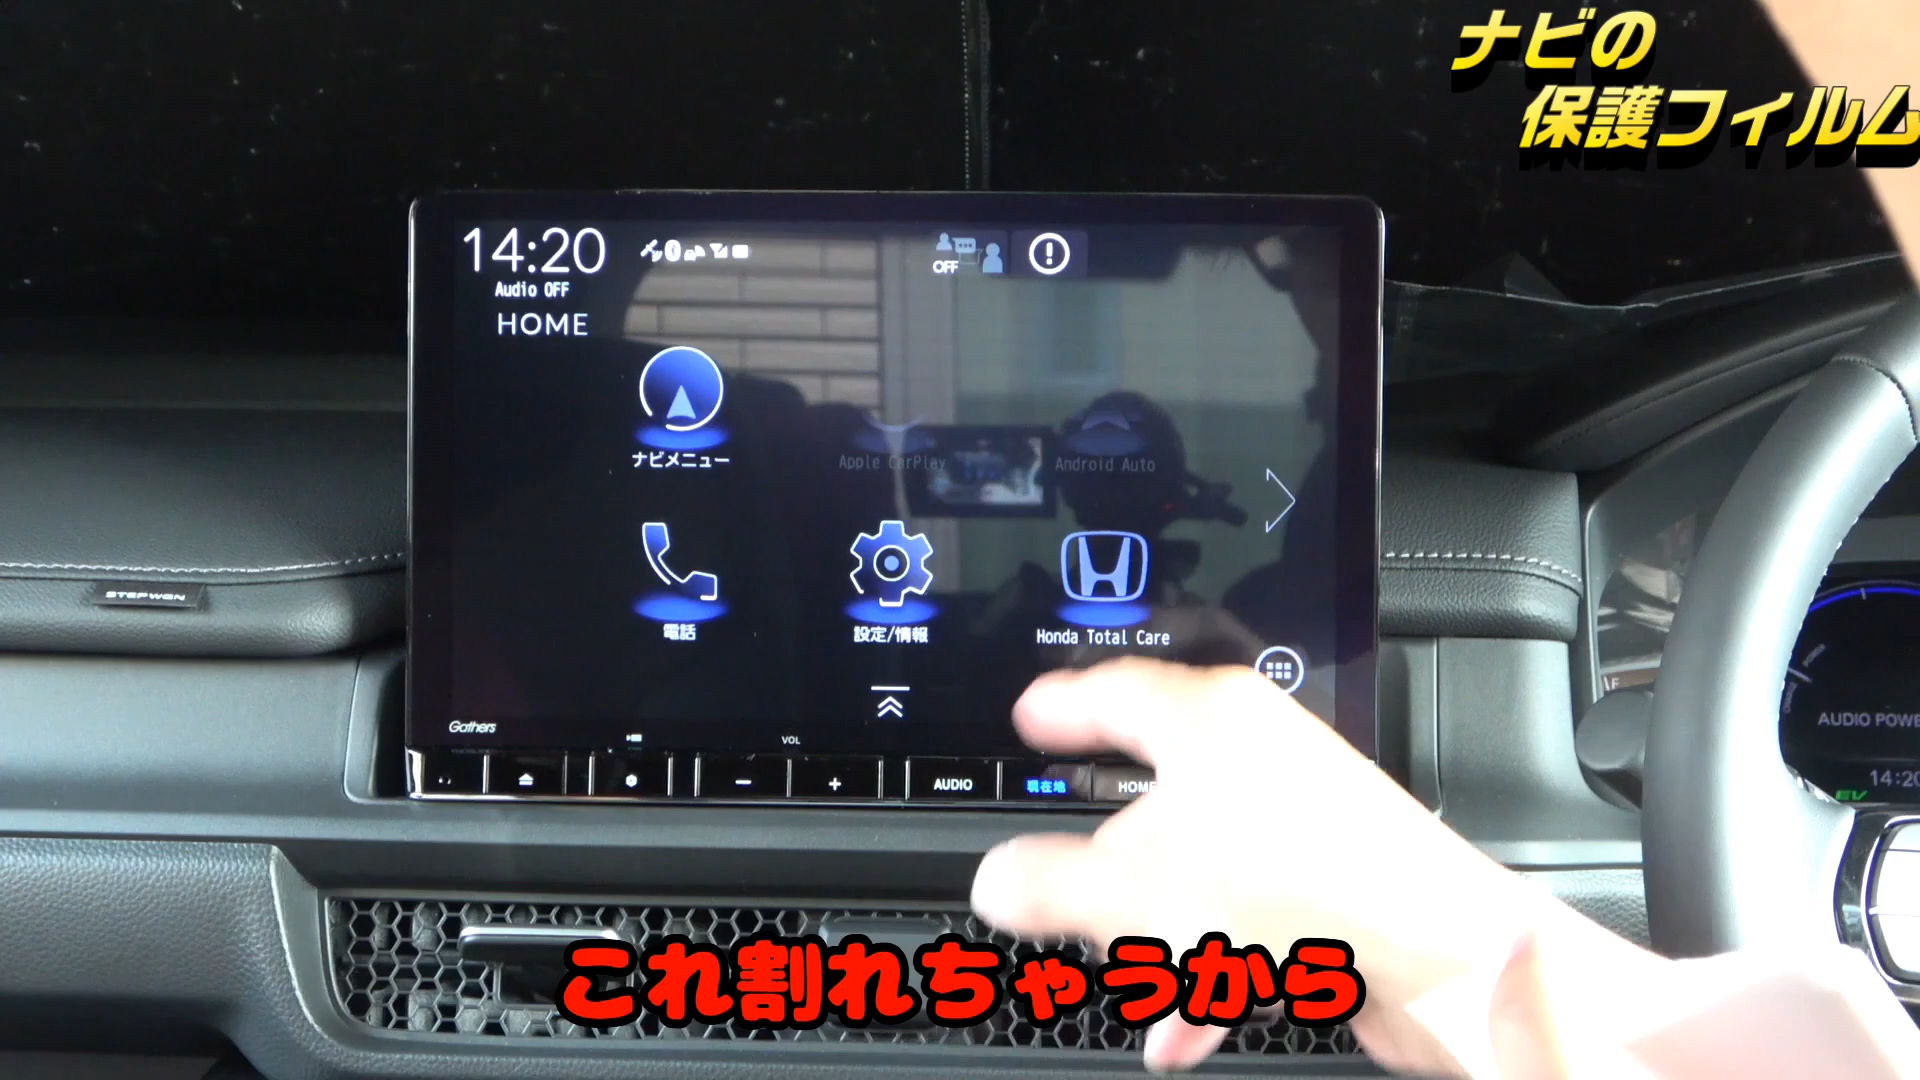 ナビの
保護フィルム
14:20
OFF
Audio OFF
HOME
ナビメニュー
Apple CarPlay
Android Auto
STEPWGN
電話
設定/情報
Honda Total Care
Gathers
VOL
AUDIO
現在地
HOME
AUDIO POWE
14:20
EV
これ割れちゃうから